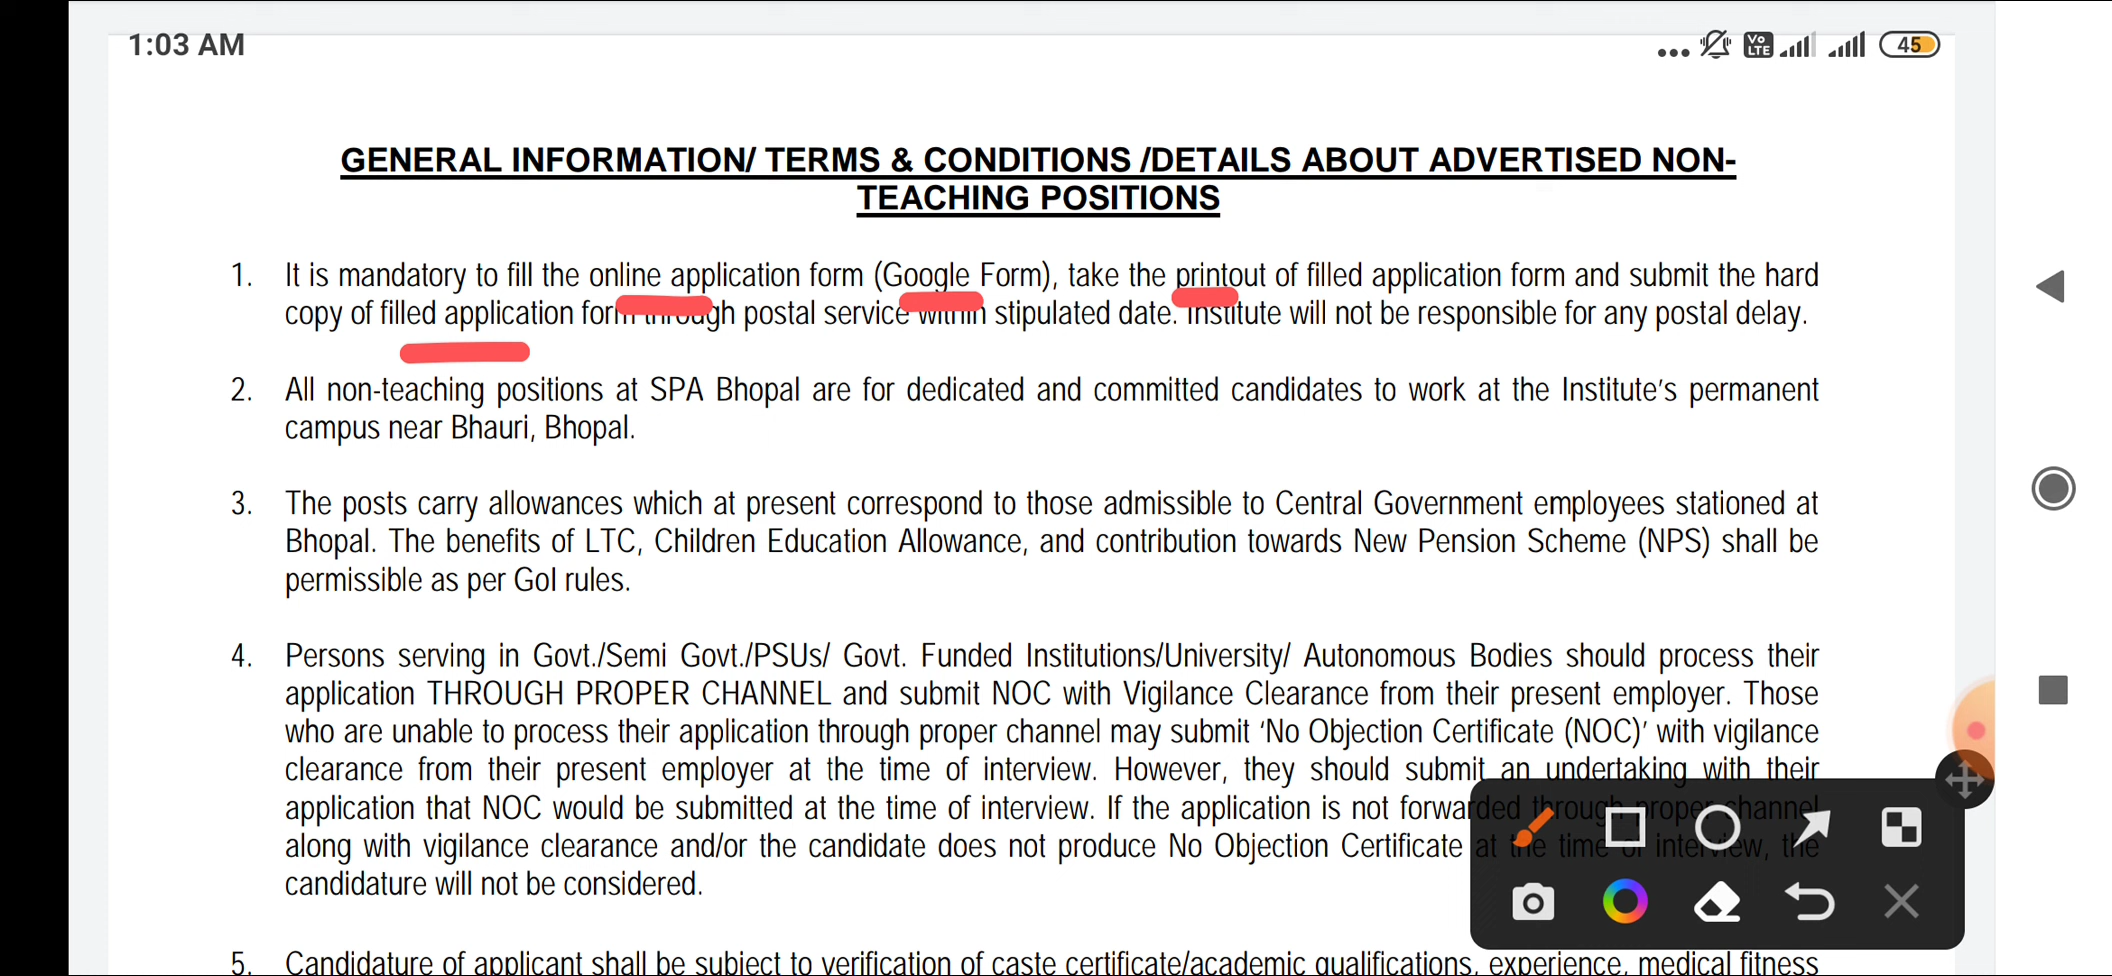 1:03 AM
Vo LTE
45
GENERAL INFORMATION/ TERMS & CONDITIONS /DETAILS ABOUT ADVERTISED NON-
TEACHING POSITIONS
1. It is mandatory to fill the online application form (Google Form), take the printout of filled application form and submit the hard
copy of filled application form through postal service within stipulated date. Institute will not be responsible for any postal delay.
2. All non-teaching positions at SPA Bhopal are for dedicated and committed candidates to work at the Institute's permanent
campus near Bhauri, Bhopal.
3. The posts carry allowances which at present correspond to those admissible to Central Government employees stationed at
Bhopal. The benefits of LTC, Children Education Allowance, and contribution towards New Pension Scheme (NPS) shall be
permissible as per GoI rules.
4. Persons serving in Govt./Semi Govt./PSUs/ Govt. Funded Institutions/University/ Autonomous Bodies should process their
application THROUGH PROPER CHANNEL and submit NOC with Vigilance Clearance from their present employer. Those
who are unable to process their application through proper channel may submit 'No Objection Certificate (NOC)' with vigilance
clearance from their present employer at the time of interview. However, they should submit an undertaking with their
application that NOC would be submitted at the time of interview. If the application is not forwarded through proper channel
along with vigilance clearance and/or the candidate does not produce No Objection Certificate at the time of interview, the
candidature will not be considered.
5. Candidature of applicant shall be subject to verification of caste certificate/academic qualifications, experience, medical fitness